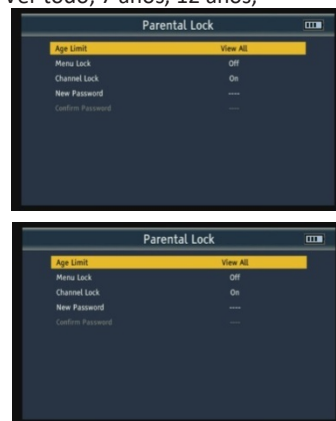 Ver todo, 7 años, 12 años,
Parental Lock
Age Limit View All
Menu Lock Off
Channel Lock On
New Password ----
Confirm Password ----
Parental Lock
Age Limit View All
Menu Lock Off
Channel Lock On
New Password ----
Confirm Password ----